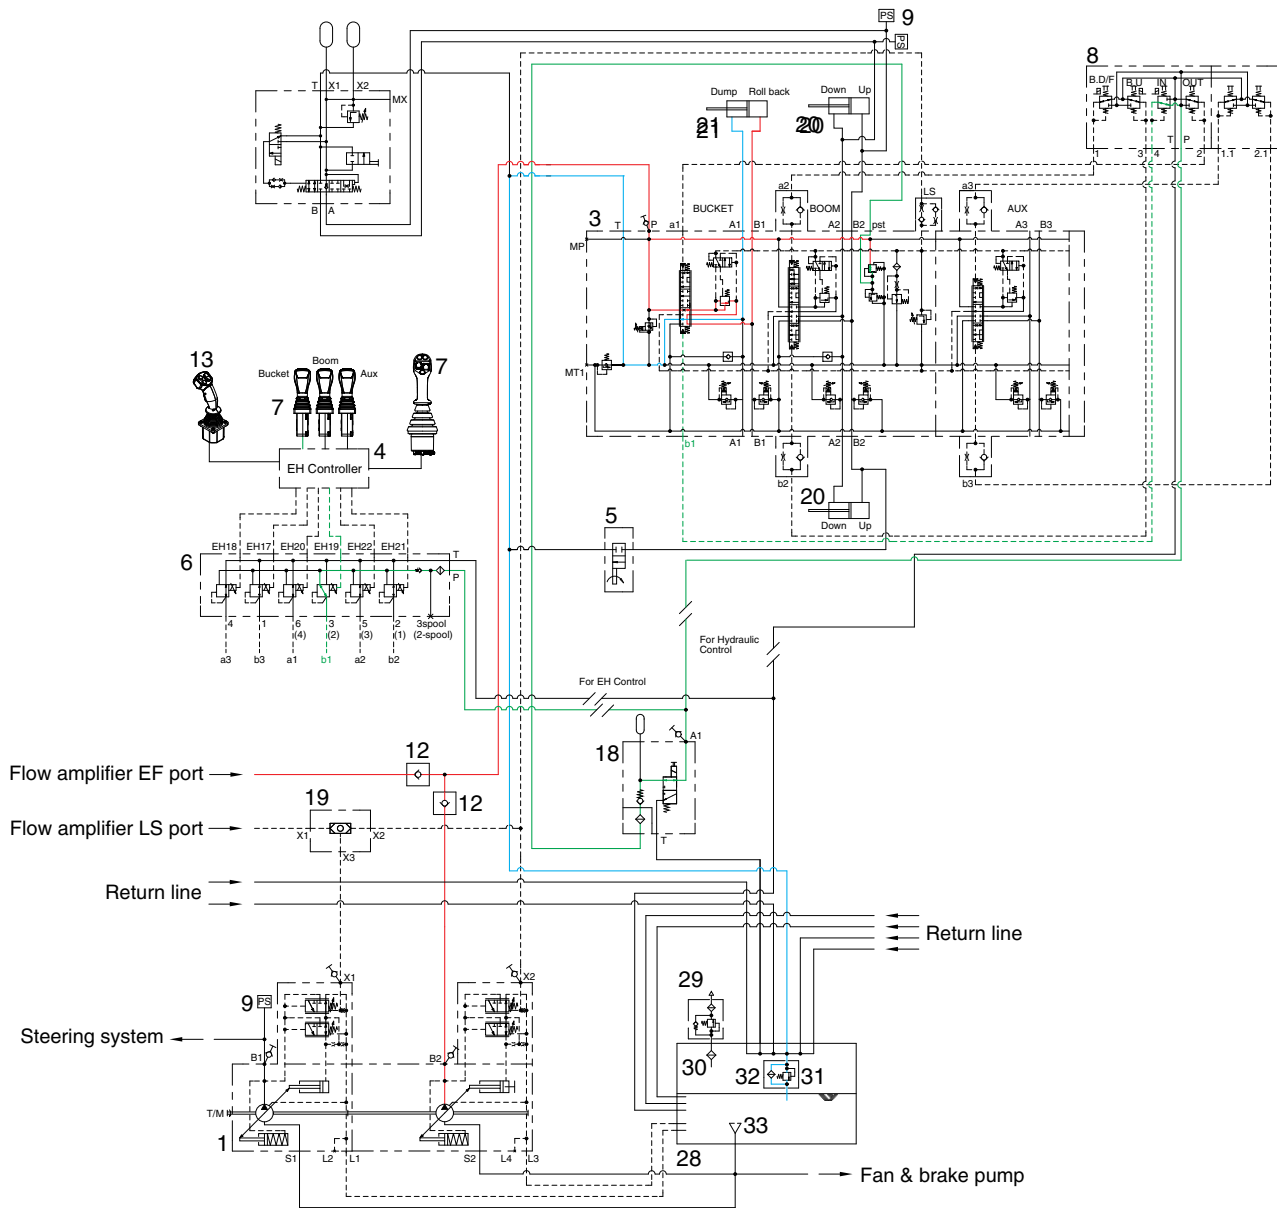 PS 9
PS
8
T X1 X2
MX
B A
Dump Roll back
21
Down Up
20
B.D/F B.U IN OUT
T P
1 3 4 2 1.1 2.1
3 T P a1 BUCKET A1 B1 a2 BOOM A2 B2 pst LS a3 AUX A3 B3
MP
MT1
b1 A1 B1 b2 A2 B2 b3
20
Down Up
13
Boom
Bucket Aux
7
7
4
EH Controller
5
EH18 EH17 EH20 EH19 EH22 EH21
6
T
P
4 1 6 3 5 2 3spool
(4) (2) (3) (1) (2-spool)
a3 b3 a1 b1 a2 b2
For Hydraulic
Control
For EH Control
A1
18
T
Flow amplifier EF port
12
12
Flow amplifier LS port
19
X1 X2
X3
Return line
Return line
X1 X2
9 PS
29
Steering system
B1 B2
30
32 31
T/M
1
33
S1 L2 L1 S2 L4 L3
28
Fan & brake pump